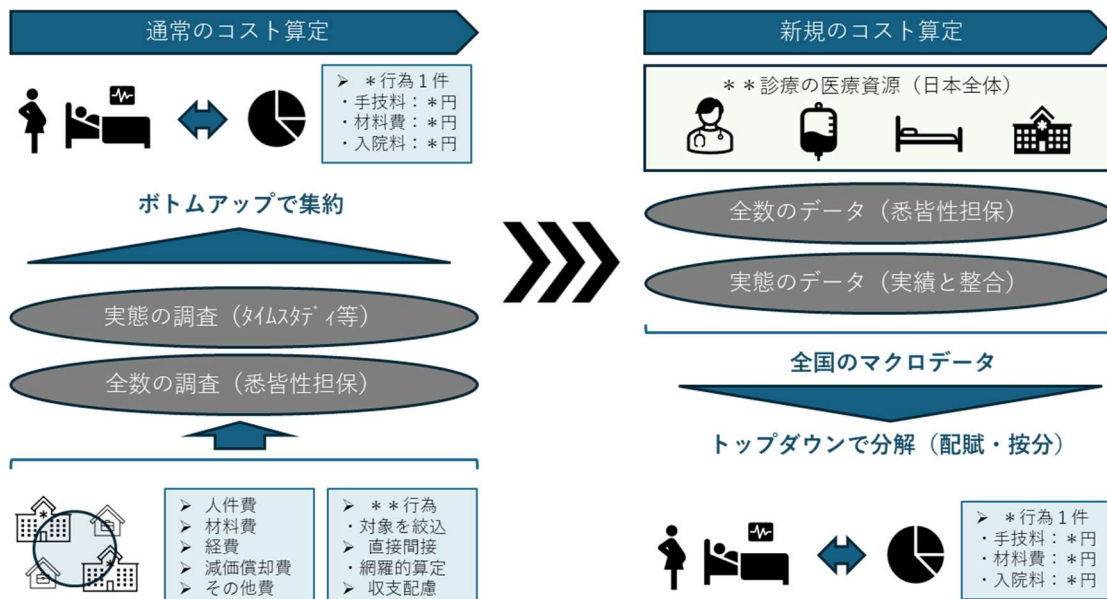 通常のコスト算定
➢ ＊行為１件
・手技料：＊円
・材料費：＊円
・入院料：＊円
ボトムアップで集約
実態の調査（ﾀｲﾑｽﾀﾃﾞｨ等）
全数の調査（悉皆性担保）
➢ 人件費
➢ 材料費
➢ 経費
➢ 減価償却費
➢ その他費
➢ ＊＊行為
・対象を絞込
➢ 直接間接
・網羅的算定
➢ 収支配慮
新規のコスト算定
＊＊診療の医療資源（日本全体）
全数のデータ（悉皆性担保）
実態のデータ（実績と整合）
全国のマクロデータ
トップダウンで分解（配賦・按分）
➢ ＊行為１件
・手技料：＊円
・材料費：＊円
・入院料：＊円